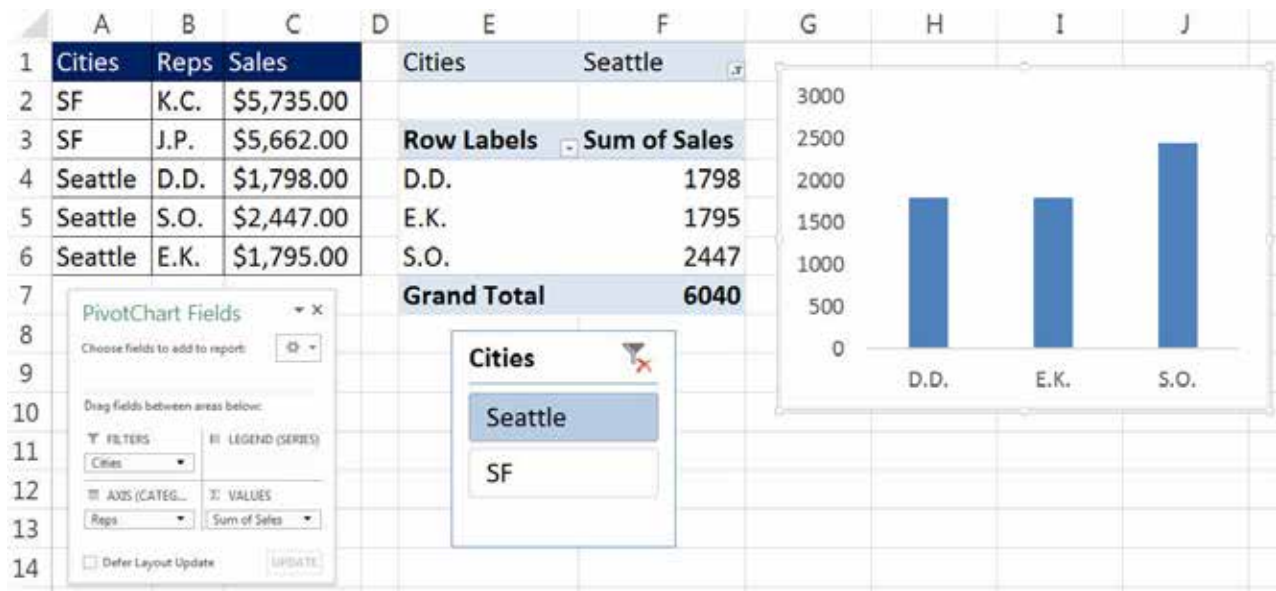 A B C D E F G H I J
1 Cities Reps Sales Cities Seattle
2 SF K.C. $5,735.00
3 SF J.P. $5,662.00 Row Labels Sum of Sales
4 Seattle D.D. $1,798.00 D.D. 1798
5 Seattle S.O. $2,447.00 E.K. 1795
6 Seattle E.K. $1,795.00 S.O. 2447
7 Grand Total 6040
8
9
10
11
12
13
14
PivotChart Fields
Choose fields to add to report:
Drag fields between areas below:
FILTERS LEGEND (SERIES)
Cities
AXIS (CATEG... Σ VALUES
Reps Sum of Sales
Defer Layout Update UPDATE
Cities
Seattle
SF
3000
2500
2000
1500
1000
500
0
D.D. E.K. S.O.